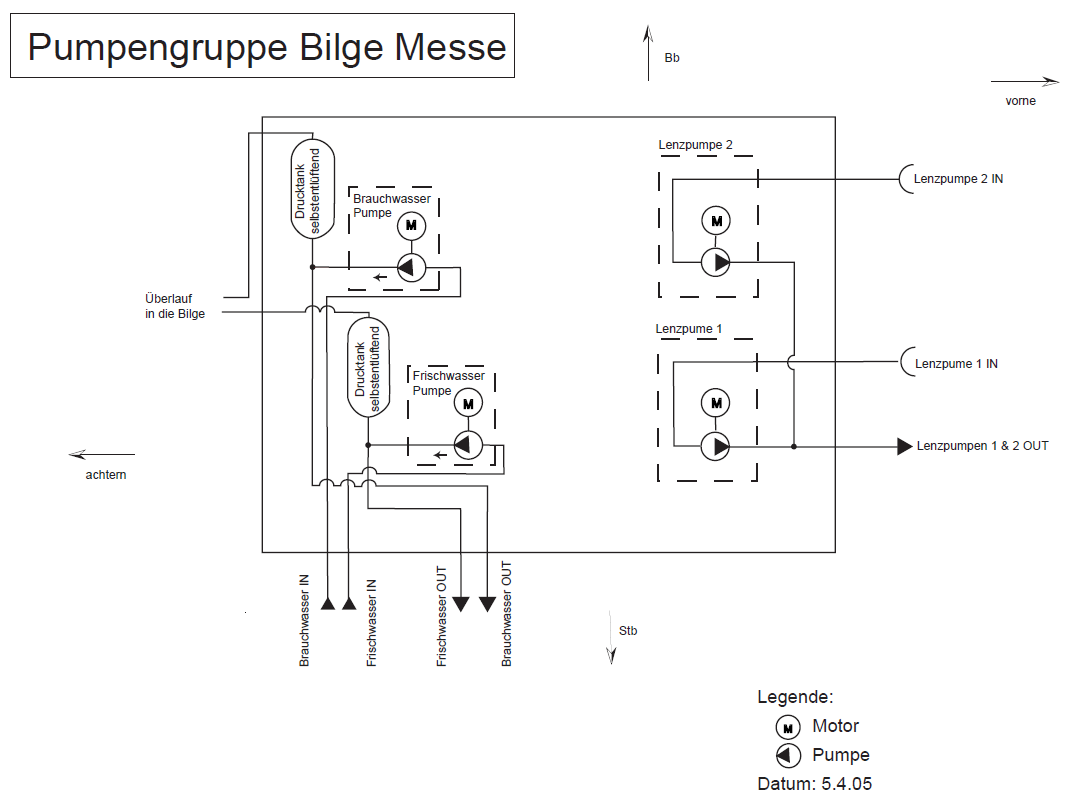 Pumpengruppe Bilge Messe
Bb
vorne
Lenzpumpe 2
Drucktank
selbstentlüftend
Brauchwasser
Pumpe
M
M
Lenzpumpe 2 IN
Überlauf
in die Bilge
Lenzpume 1
Drucktank
selbstentlüftend
Frischwasser
Pumpe
M
M
Lenzpume 1 IN
Lenzpumpen 1 & 2 OUT
achtern
Brauchwasser IN
Frischwasser IN
Frischwasser OUT
Brauchwasser OUT
Stb
Legende:
M Motor
Pumpe
Datum: 5.4.05